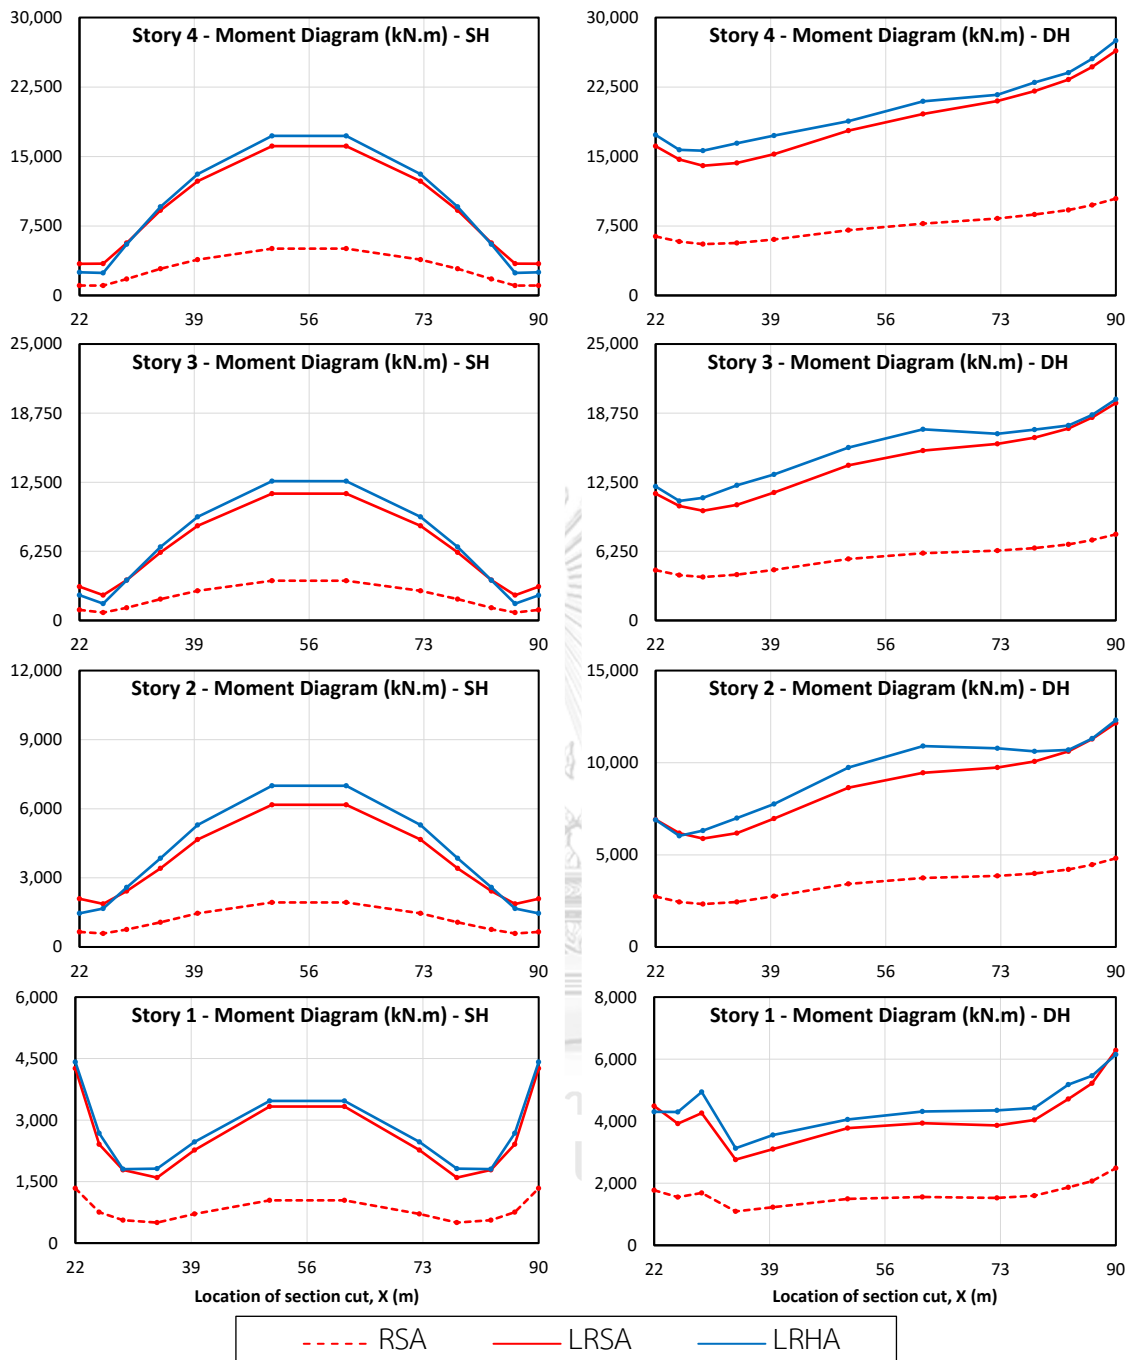 Story 4 - Moment Diagram (kN.m) - SH
30,000
22,500
15,000
7,500
0
22 39 56 73 90
Story 4 - Moment Diagram (kN.m) - DH
30,000
22,500
15,000
7,500
0
22 39 56 73 90
Story 3 - Moment Diagram (kN.m) - SH
25,000
18,750
12,500
6,250
0
22 39 56 73 90
Story 3 - Moment Diagram (kN.m) - DH
25,000
18,750
12,500
6,250
0
22 39 56 73 90
Story 2 - Moment Diagram (kN.m) - SH
12,000
9,000
6,000
3,000
0
22 39 56 73 90
Story 2 - Moment Diagram (kN.m) - DH
15,000
10,000
5,000
0
22 39 56 73 90
Story 1 - Moment Diagram (kN.m) - SH
6,000
4,500
3,000
1,500
0
22 39 56 73 90
Location of section cut, X (m)
Story 1 - Moment Diagram (kN.m) - DH
8,000
6,000
4,000
2,000
0
22 39 56 73 90
Location of section cut, X (m)
RSA LRSA LRHA